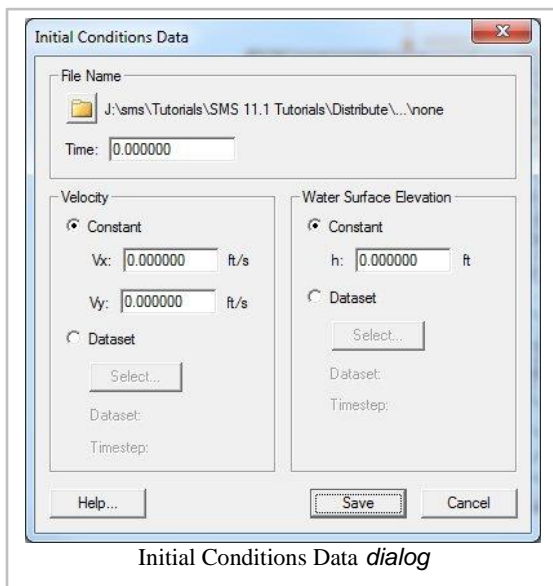 Initial Conditions Data
File Name
J:\sms\Tutorials\SMS 11.1 Tutorials\Distribute\...\none
Time: 0.000000
Velocity
Constant
Vx: 0.000000 ft/s
Vy: 0.000000 ft/s
Dataset
Select...
Dataset:
Timestep:
Water Surface Elevation
Constant
h: 0.000000 ft
Dataset
Select...
Dataset:
Timestep:
Help...
Save
Cancel
Initial Conditions Data dialog